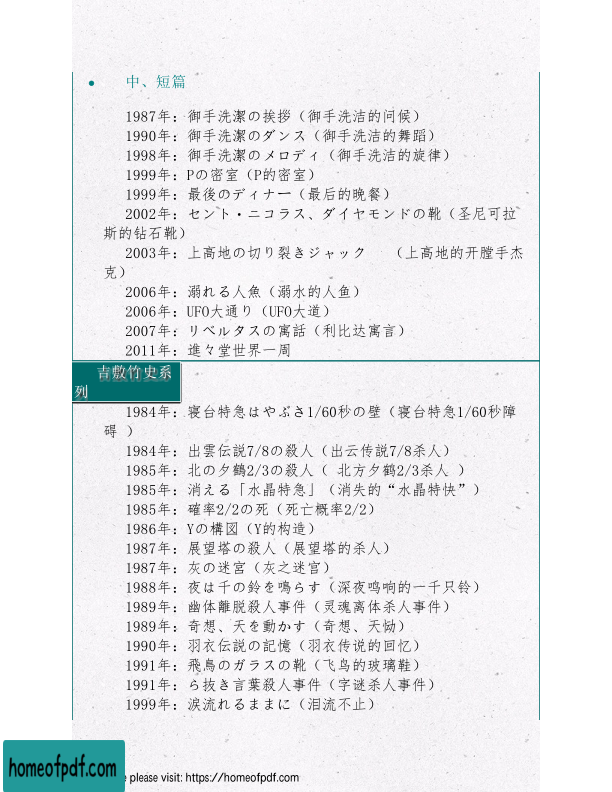 • 中、短篇
1987年：御手洗潔の挨拶（御手洗洁的问候）
1990年：御手洗潔のダンス（御手洗洁的舞蹈）
1998年：御手洗潔のメロディ（御手洗洁的旋律）
1999年：Pの密室（P的密室）
1999年：最後のディナー（最后的晚餐）
2002年：セント・ニコラス、ダイヤモンドの靴（圣尼可拉
斯的钻石靴）
2003年：上高地の切り裂きジャック （上高地的开膛手杰
克）
2006年：溺れる人魚（溺水的人鱼）
2006年：UFO大通り（UFO大道）
2007年：リベルタスの寓話（利比达寓言）
2011年：進々堂世界一周
吉敷竹史系
列
1984年：寝台特急はやぶさ1/60秒の壁（寝台特急1/60秒障
碍 ）
1984年：出雲伝説7/8の殺人（出云传说7/8杀人）
1985年：北の夕鶴2/3の殺人（ 北方夕鹤2/3杀人 ）
1985年：消える「水晶特急」（消失的“水晶特快”）
1985年：確率2/2の死（死亡概率2/2）
1986年：Yの構図（Y的构造）
1987年：展望塔の殺人（展望塔的杀人）
1987年：灰の迷宮（灰之迷宫）
1988年：夜は千の鈴を鳴らす（深夜鸣响的一千只铃）
1989年：幽体離脱殺人事件（灵魂离体杀人事件）
1989年：奇想、天を動かす（奇想、天恸）
1990年：羽衣伝説の記憶（羽衣传说的回忆）
1991年：飛鳥のガラスの靴（飞鸟的玻璃鞋）
1991年：ら抜き言葉殺人事件（字谜杀人事件）
1999年：涙流れるままに（泪流不止）
homeofpdf.com
e please visit: https://homeofpdf.com